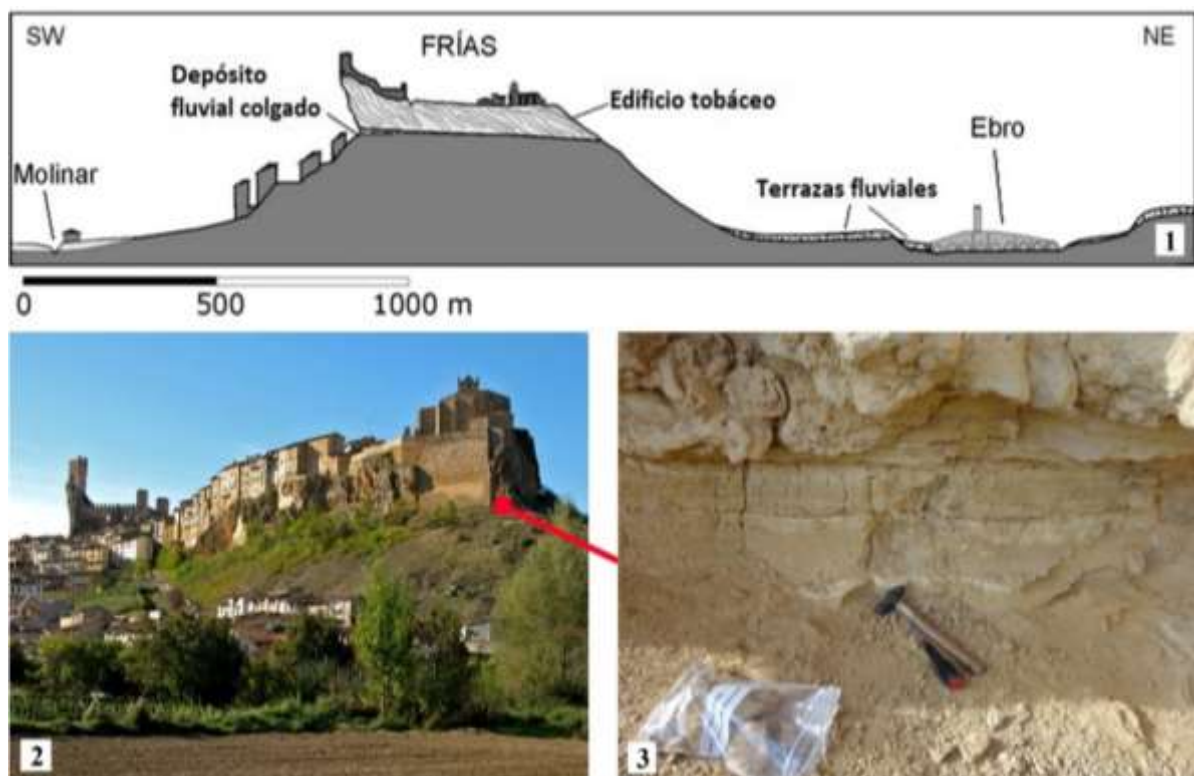 SW
FRÍAS
NE
Depósito
fluvial colgado
Edificio tobáceo
Ebro
Molinar
Terrazas fluviales
1
0 500 1000 m
2
3